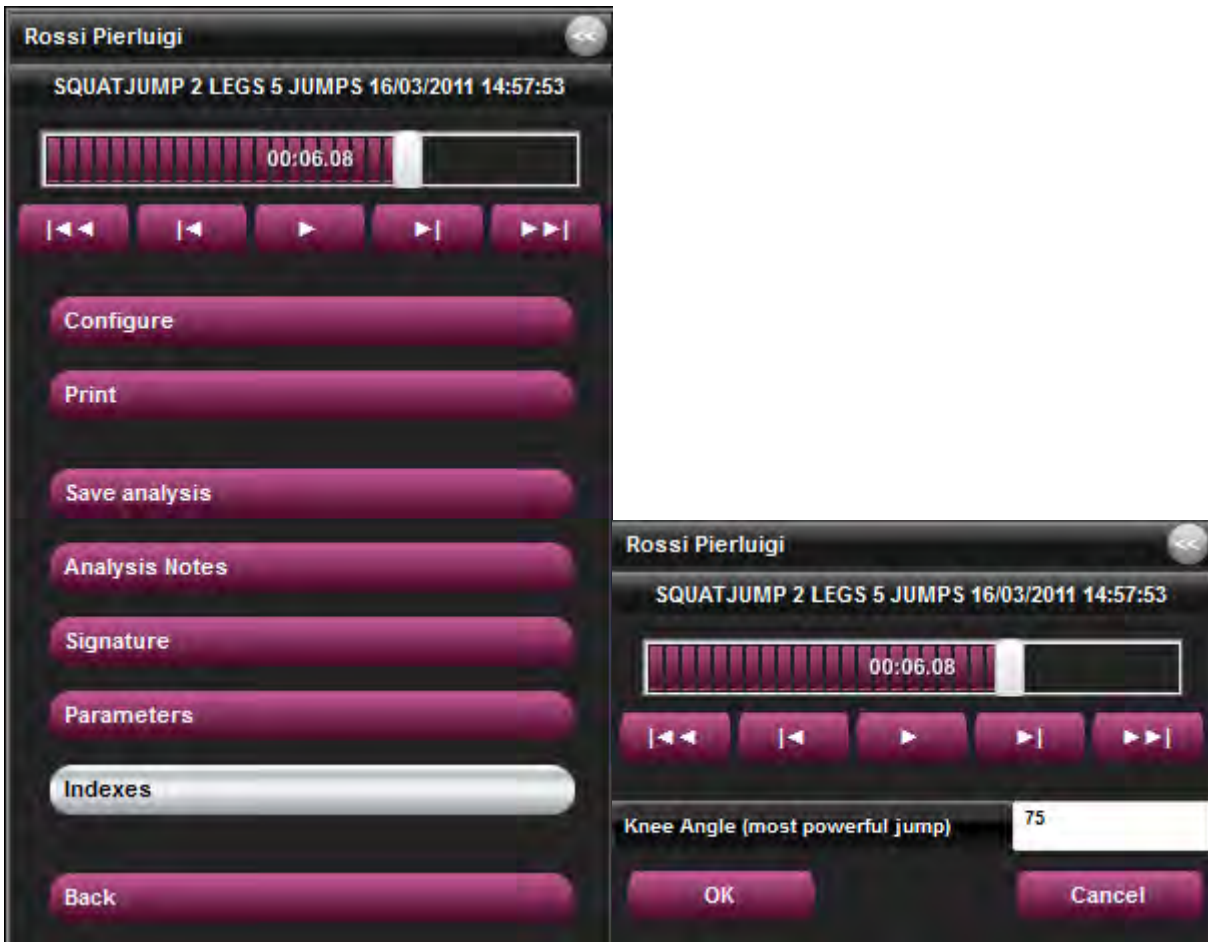 Rossi Pierluigi
<<
SQUATJUMP 2 LEGS 5 JUMPS 16/03/2011 14:57:53
00:06.08
Configure
Print
Save analysis
Analysis Notes
Signature
Parameters
Indexes
Back
Rossi Pierluigi
<<
SQUATJUMP 2 LEGS 5 JUMPS 16/03/2011 14:57:53
00:06.08
Knee Angle (most powerful jump) 75
OK Cancel